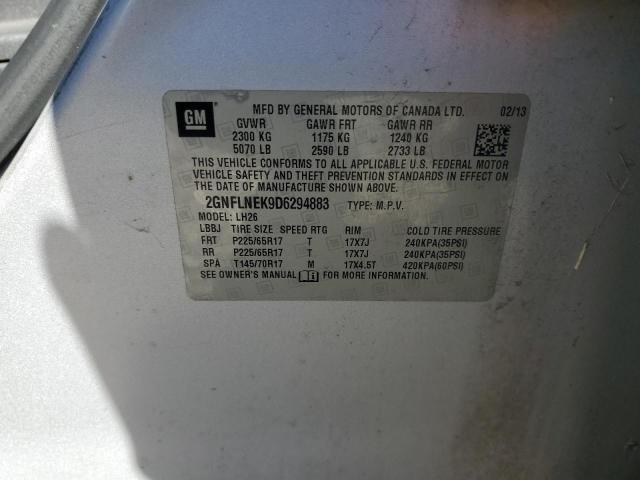 GM MFD BY GENERAL MOTORS OF CANADA LTD. 02/13
GVWR GAWR FRT GAWR RR
2300 KG 1175 KG 1240 KG
5070 LB 2590 LB 2733 LB
THIS VEHICLE CONFORMS TO ALL APPLICABLE U.S. FEDERAL MOTOR
VEHICLE SAFETY AND THEFT PREVENTION STANDARDS IN EFFECT ON
THE DATE OF MANUFACTURE SHOWN ABOVE.
2GNFLNEK9D6294883 TYPE: M.P.V.
MODEL: LH26
LBBJ TIRE SIZE SPEED RTG RIM COLD TIRE PRESSURE
FRT P225/65R17 T 17X7J 240KPA(35PSI)
RR P225/65R17 T 17X7J 240KPA(35PSI)
SPA T145/70R17 M 17X4.5T 420KPA(60PSI)
SEE OWNER'S MANUAL FOR MORE INFORMATION.